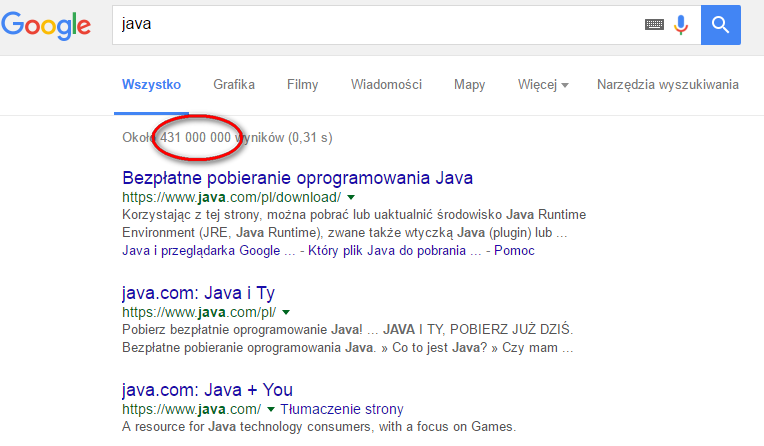 Google java
Wszystko Grafika Filmy Wiadomości Mapy Więcej Narzędzia wyszukiwania
Około 431 000 000 wyników (0,31 s)
Bezpłatne pobieranie oprogramowania Java
https://www.java.com/pl/download/
Korzystając z tej strony, można pobrać lub uaktualnić środowisko Java Runtime
Environment (JRE, Java Runtime), zwane także wtyczką Java (plugin) lub ...
Java i przeglądarka Google ... - Który plik Java do pobrania ... - Pomoc
java.com: Java i Ty
https://www.java.com/pl/
Pobierz bezpłatnie oprogramowanie Java! ... JAVA I TY, POBIERZ JUŻ DZIŚ.
Bezpłatne pobieranie oprogramowania Java. » Co to jest Java? » Czy mam ...
java.com: Java + You
https://www.java.com/ Tłumaczenie strony
A resource for Java technology consumers, with a focus on Games.